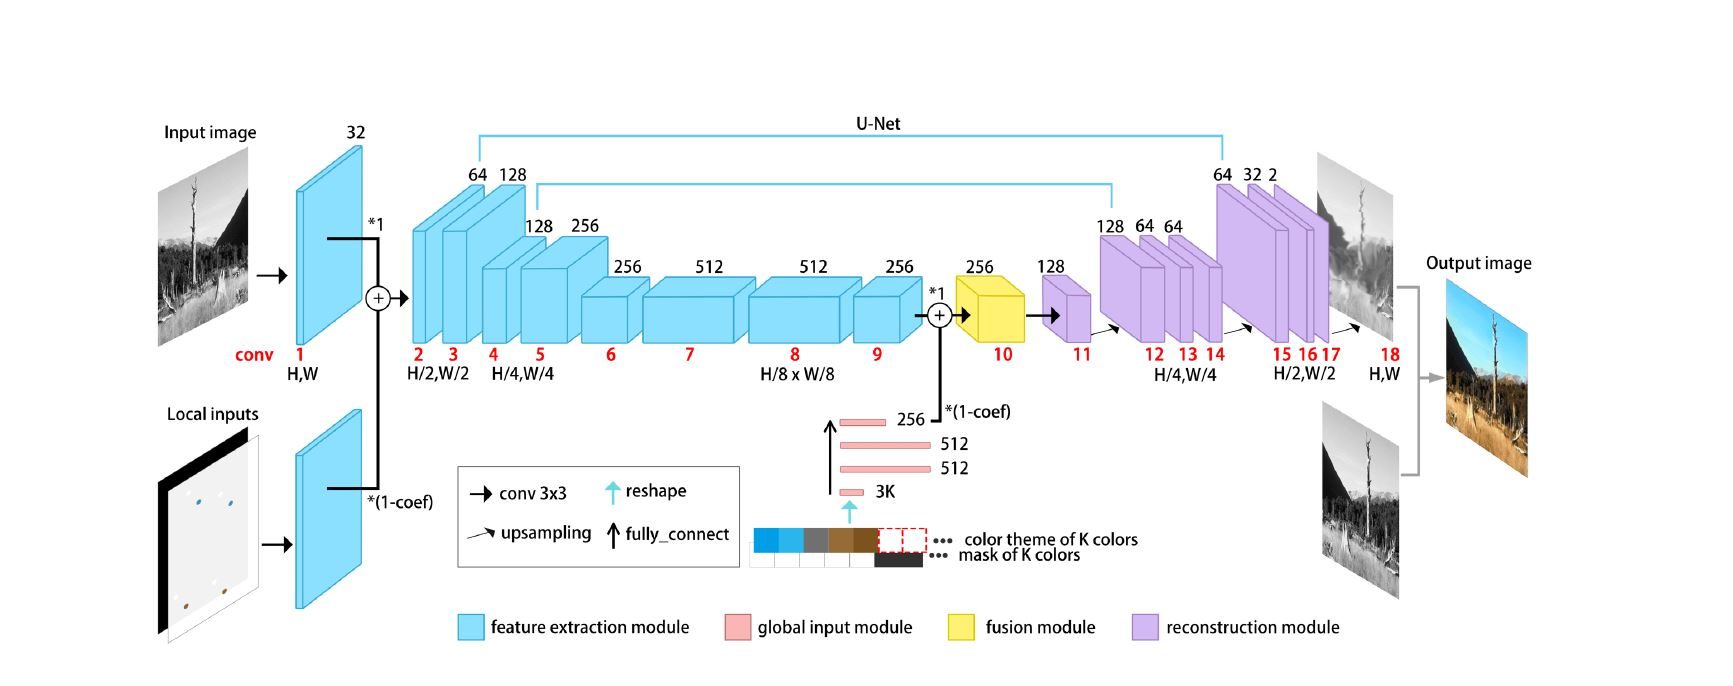 U-Net
Input image
32
64 128
64 32 2
*1
128 256
128 64 64
256 512 512 256
*1
256
128
Output image
+
+
conv 1 2 3 4 5 6 7 8 9 10 11 12 13 14 15 16 17 18
H,W H/2,W/2 H/4,W/4 H/8 x W/8 H/4,W/4 H/2,W/2 H,W
Local inputs
*(1-coef)
256 *(1-coef)
512
512
3K
conv 3x3 reshape
upsampling fully_connect
color theme of K colors
mask of K colors
feature extraction module global input module fusion module reconstruction module